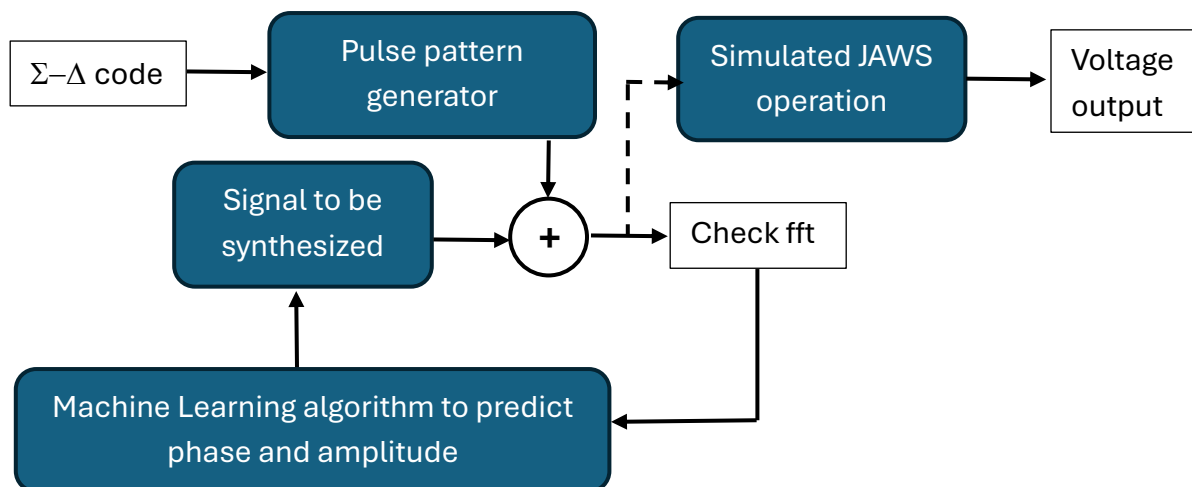 Σ–Δ code
Pulse pattern
generator
Simulated JAWS
operation
Voltage
output
Signal to be
synthesized
+
Check fft
Machine Learning algorithm to predict
phase and amplitude